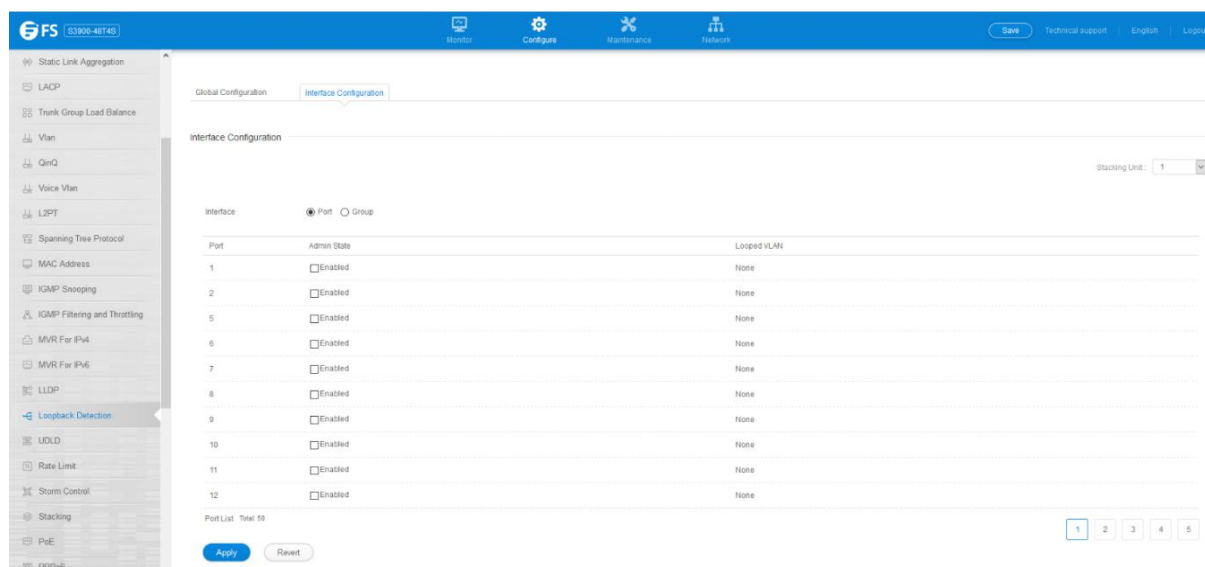 FS S3900-48T4S
Monitor
Configure
Maintenance
Network
Save
Technical support
English
Static Link Aggregation
LACP
Trunk Group Load Balance
Vlan
QinQ
Voice Vlan
L2PT
Spanning Tree Protocol
MAC Address
IGMP Snooping
IGMP Filtering and Throttling
MVR For IPv4
MVR For IPv6
LLDP
Loopback Detection
UDLD
Rate Limit
Storm Control
Stacking
PoE
Global Configuration
Interface Configuration
Interface Configuration
Stacking Unit : 1
Interface Port Group
Port Admin State Looped VLAN
1 Enabled None
2 Enabled None
5 Enabled None
6 Enabled None
7 Enabled None
8 Enabled None
9 Enabled None
10 Enabled None
11 Enabled None
12 Enabled None
Port List Total: 50
1 2 3 4 5
Apply Revert